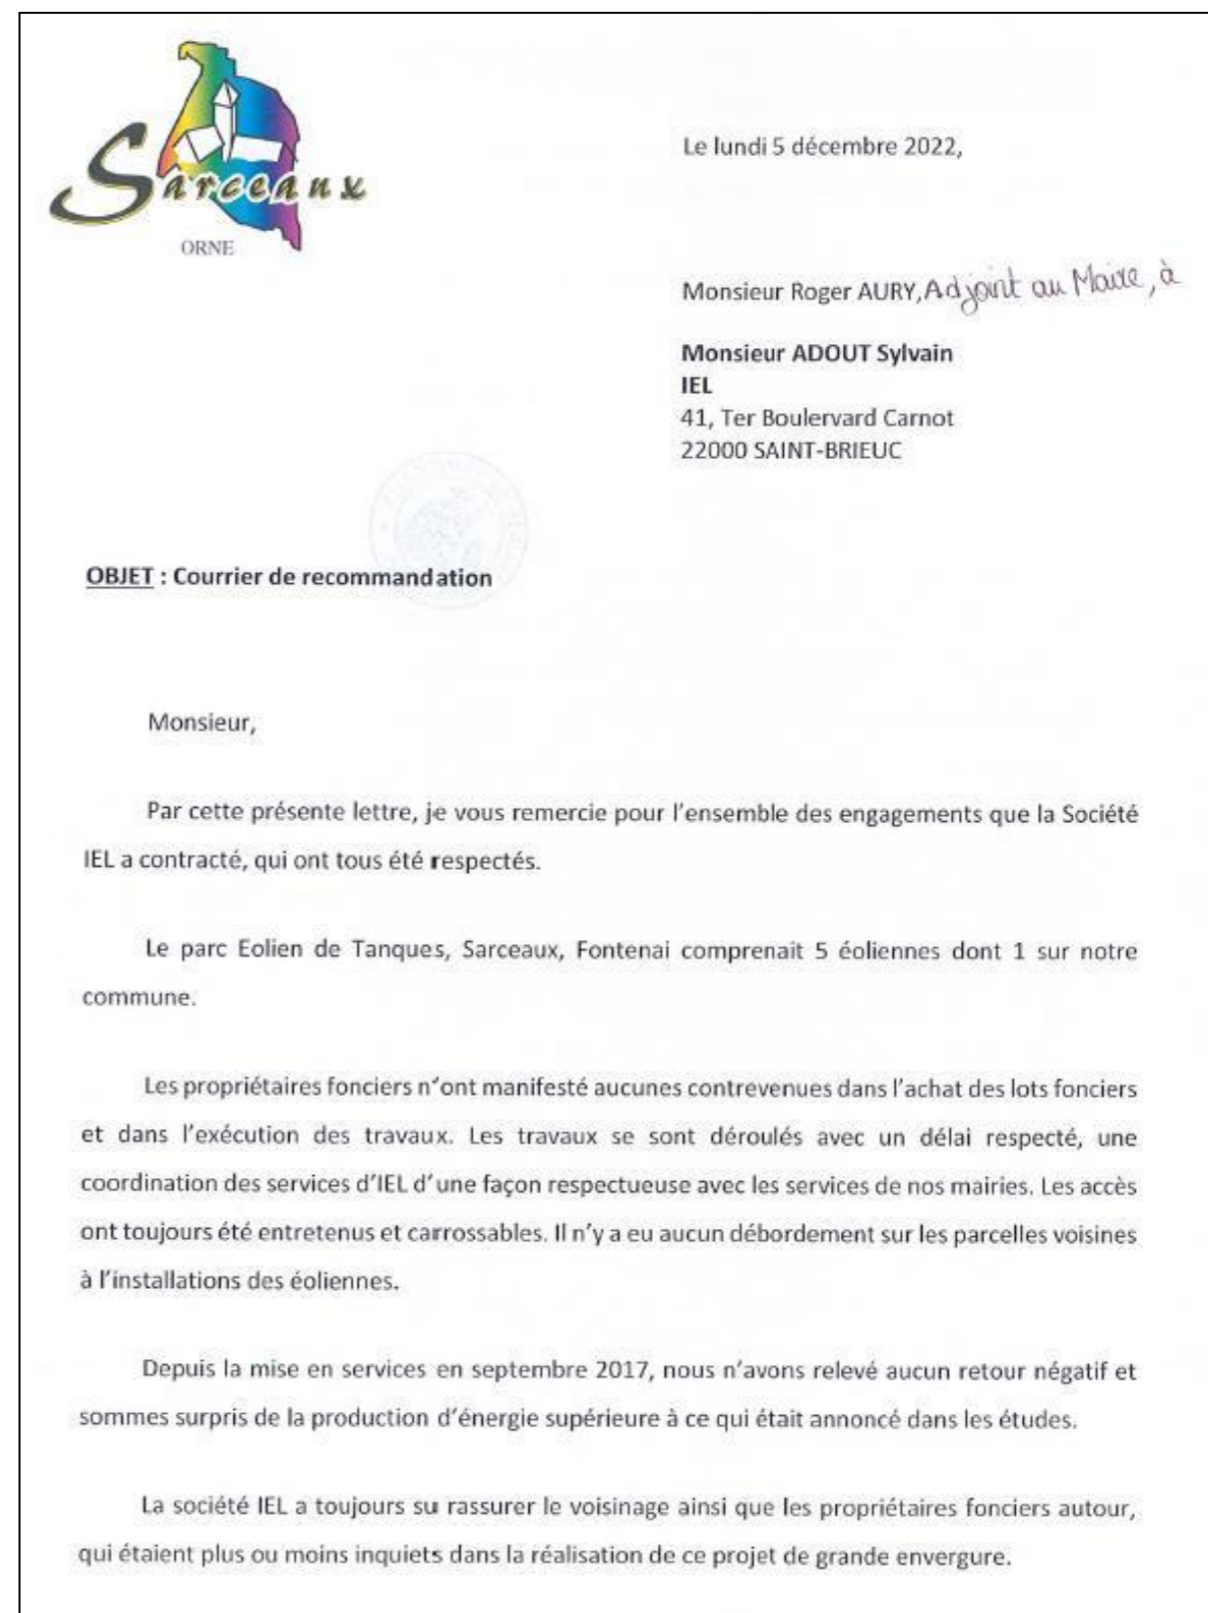 Sarceaux
ORNE
Le lundi 5 décembre 2022,
Monsieur Roger AURY, Adjoint au Maire, à
Monsieur ADOUT Sylvain
IEL
41, Ter Boulervard Carnot
22000 SAINT-BRIEUC
OBJET : Courrier de recommandation
Monsieur,
Par cette présente lettre, je vous remercie pour l'ensemble des engagements que la Société
IEL a contracté, qui ont tous été respectés.
Le parc Eolien de Tanques, Sarceaux, Fontenai comprenait 5 éoliennes dont 1 sur notre
commune.
Les propriétaires fonciers n'ont manifesté aucunes contrevenues dans l'achat des lots fonciers
et dans l'exécution des travaux. Les travaux se sont déroulés avec un délai respecté, une
coordination des services d'IEL d'une façon respectueuse avec les services de nos mairies. Les accès
ont toujours été entretenus et carrossables. Il n'y a eu aucun débordement sur les parcelles voisines
à l'installations des éoliennes.
Depuis la mise en services en septembre 2017, nous n'avons relevé aucun retour négatif et
sommes surpris de la production d'énergie supérieure à ce qui était annoncé dans les études.
La société IEL a toujours su rassurer le voisinage ainsi que les propriétaires fonciers autour,
qui étaient plus ou moins inquiets dans la réalisation de ce projet de grande envergure.